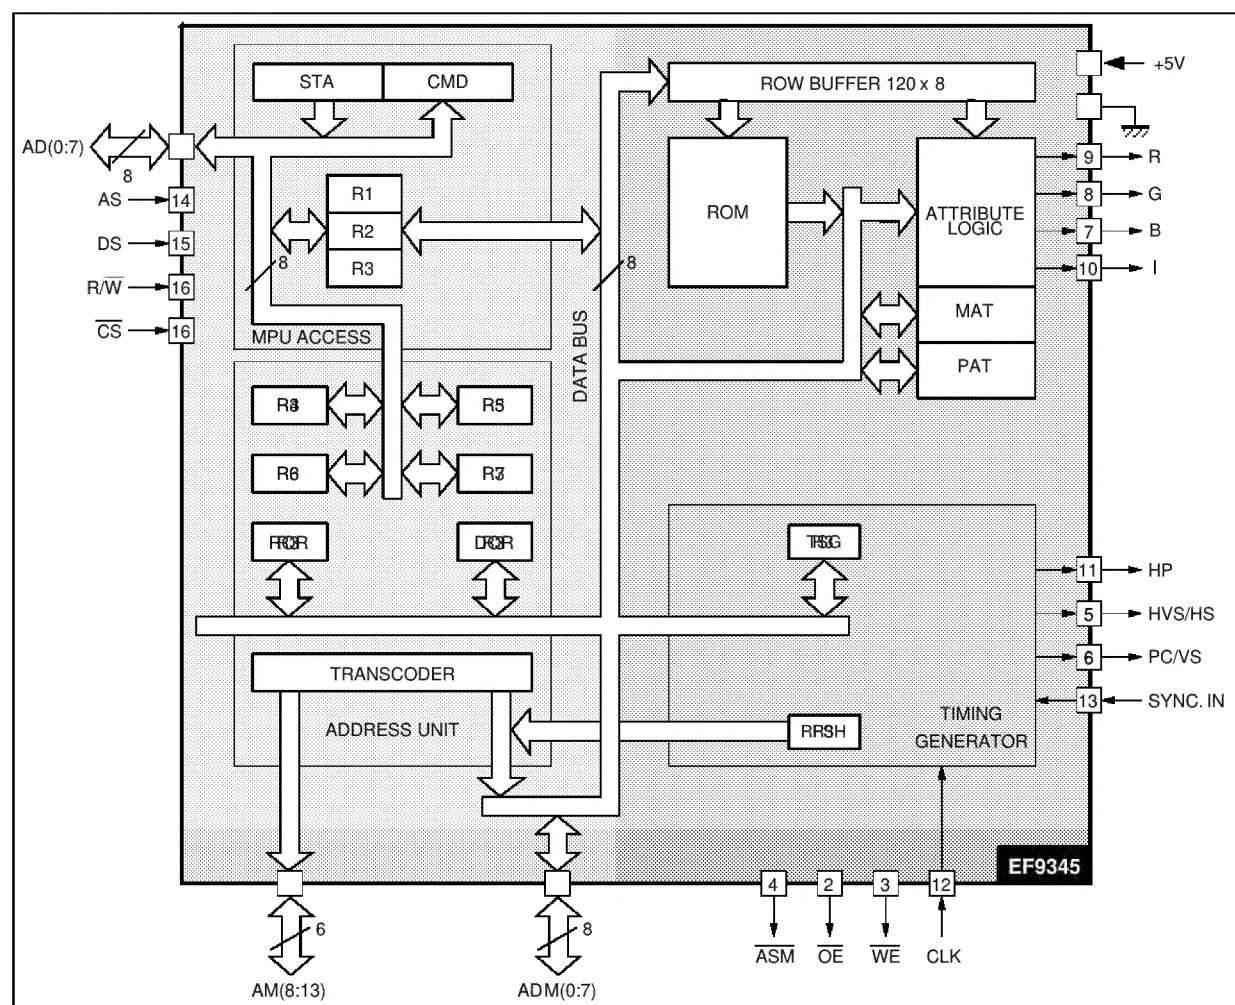 STA
CMD
ROW BUFFER 120 x 8
+5V
AD(0:7)
8
9
R
AS
14
R1
ROM
ATTRIBUTE
LOGIC
8
G
DS
15
R2
7
B
R/W
16
8
R3
8
10
I
CS
16
MPU ACCESS
DATA BUS
MAT
PAT
11
HP
5
HVS/HS
6
PC/VS
TRANSCODER
13
SYNC. IN
ADDRESS UNIT
TIMING
GENERATOR
EF9345
4
2
3
12
6
8
ASM
OE
WE
CLK
AM(8:13)
ADM(0:7)